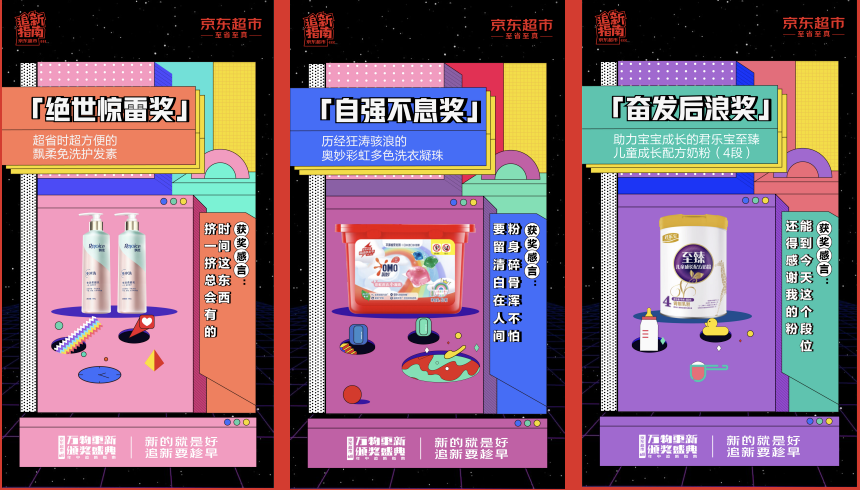 追新指南
京东超市
至省至真
「绝世惊雷奖」
超省时超方便的
飘柔免洗护发素
Rejoice
获奖感言：
时间这东西
挤一挤总会有的
万物更新
颁奖盛典
新的就是好
追新要趁早
追新指南
京东超市
至省至真
「自强不息奖」
历经狂涛骇浪的
奥妙彩虹多色洗衣凝珠
OMO
获奖感言：
粉身碎骨浑不怕
要留清白在人间
万物更新
颁奖盛典
新的就是好
追新要趁早
追新指南
京东超市
至省至真
「奋发后浪奖」
助力宝宝成长的君乐宝至臻
儿童成长配方奶粉（4段）
至臻
儿童成长配方奶粉
4
获奖感言：
能到今天这个段位
还得感谢我的粉
万物更新
颁奖盛典
新的就是好
追新要趁早